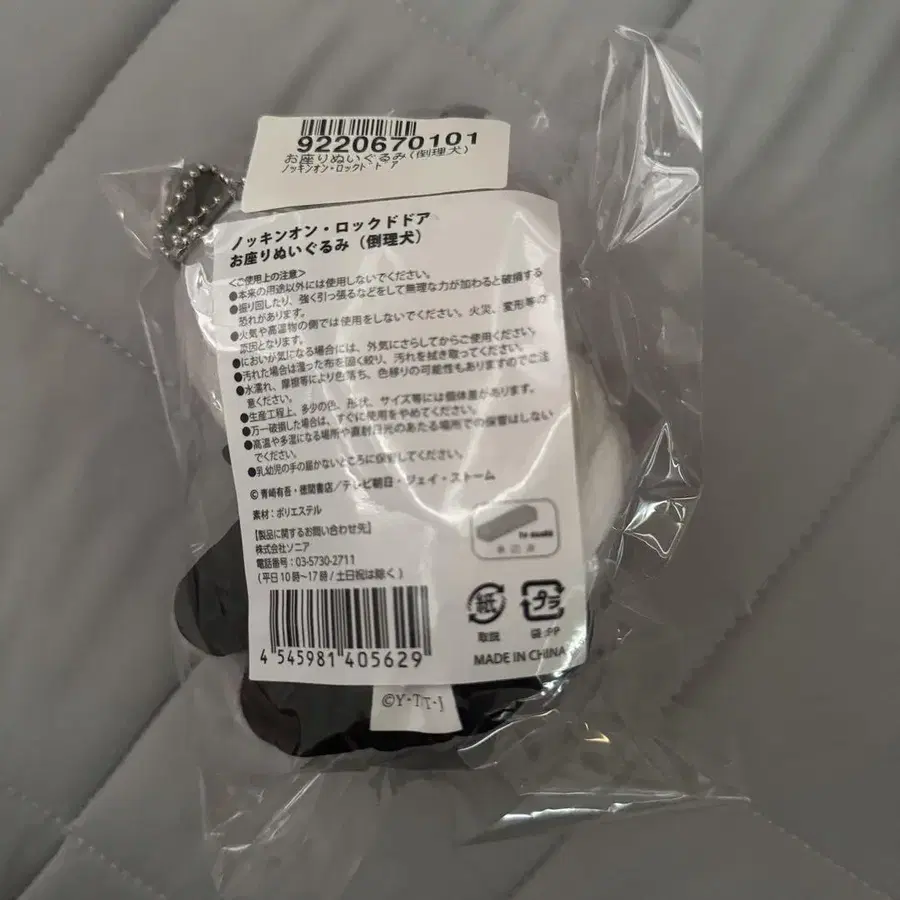 9220670101
お座りぬいぐるみ(倒理犬)
ノッキンオン・ロックドドア
ノッキンオン・ロックドドア
お座りぬいぐるみ（倒理犬）
＜ご使用上の注意＞
●本来の用途以外には使用しないでください。
●振り回したり、強く引っ張るなどをして無理な力が加わると破損する
恐れがあります。
●火気や高温物の側では使用をしないでください。火災、変形等の
原因となります。
●においが気になる場合には、外気にさらしてからご使用ください。
●汚れた場合は湿った布を固く絞り、汚れを拭き取ってください。
●水濡れ、摩擦等により色落ち、色移りの可能性もありますのでご注
意ください。
●生産工程上、多少の色、形状、サイズ等には個体差があります。
●万一破損した場合は、すぐに使用をやめてください。
●高温や多湿になる場所や直射日光のあたる場所での保管はしない
でください。
●乳幼児の手の届かないところに保管してください。
©青崎有吾・徳間書店／テレビ朝日・ジェイ・ストーム
素材：ポリエステル
【製品に関するお問い合わせ先】
株式会社ソニア
電話番号：03-5730-2711
(平日10時～17時/土日祝は除く)
tv asahi
承認済
紙
取説
プラ
袋:PP
4 545981 405629
MADE IN CHINA
©Y・T/T・J